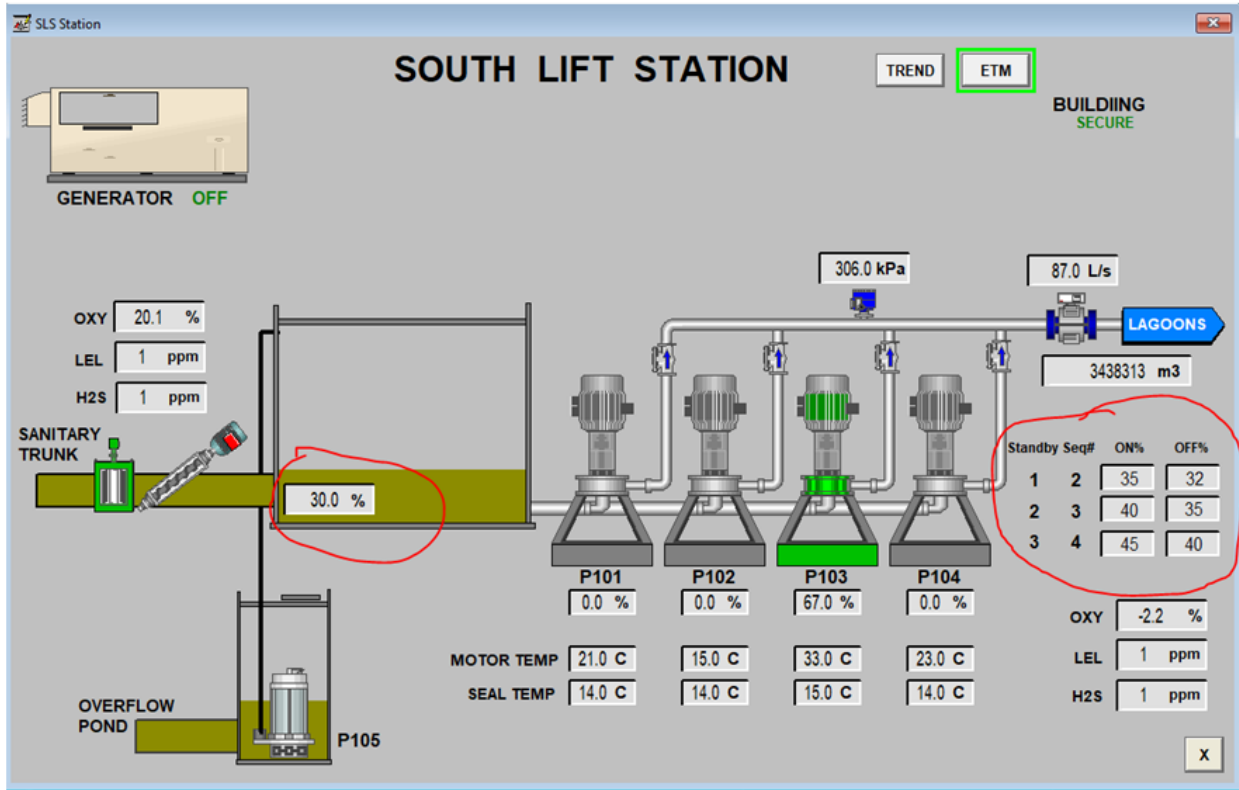 SLS Station
SOUTH LIFT STATION
TREND
ETM
BUILDIING
SECURE
GENERATOR OFF
306.0 kPa
87.0 L/s
OXY 20.1 %
LEL 1 ppm
H2S 1 ppm
LAGOONS
3438313 m3
SANITARY
TRUNK
30.0 %
Standby Seq# ON% OFF%
1 2 35 32
2 3 40 35
3 4 45 40
P101 P102 P103 P104
0.0 % 0.0 % 67.0 % 0.0 %
OXY -2.2 %
LEL 1 ppm
H2S 1 ppm
MOTOR TEMP 21.0 C 15.0 C 33.0 C 23.0 C
SEAL TEMP 14.0 C 14.0 C 15.0 C 14.0 C
OVERFLOW
POND
P105
X